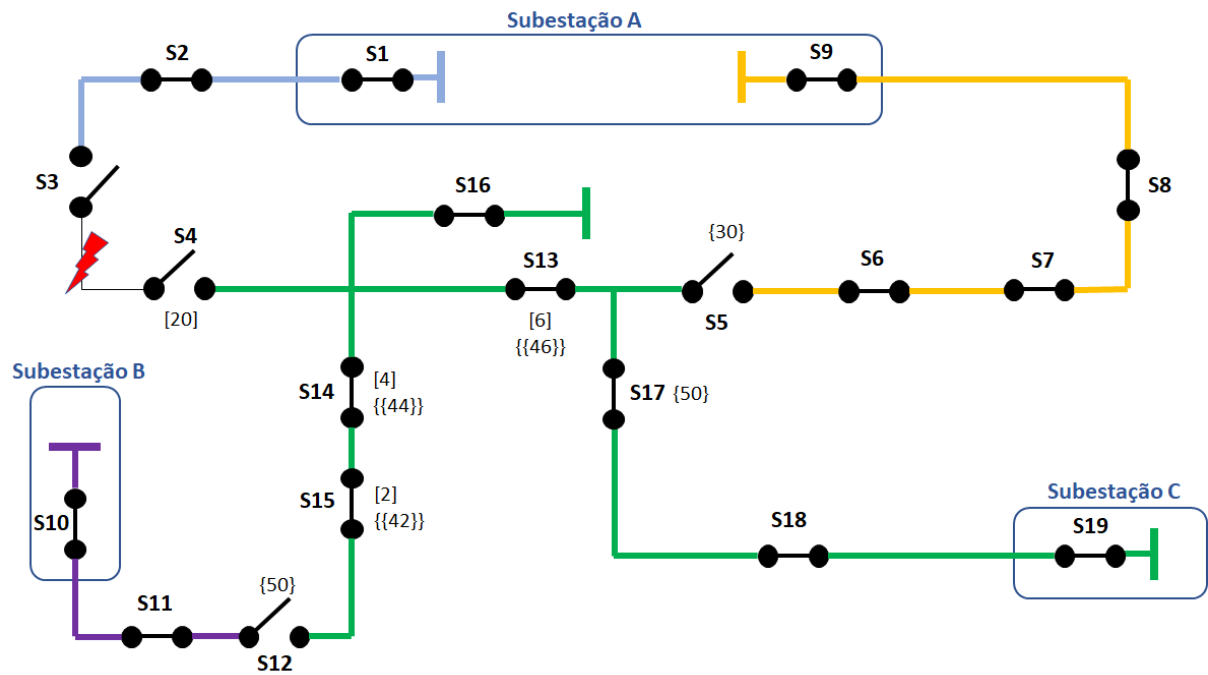 Subestação A
S2
S1
S9
S3
S16
S8
S4
{30}
S13
S6
S7
[20]
S5
[6]
{{46}}
Subestação B
S14
[4]
{{44}}
S17 {50}
S15
[2]
{{42}}
Subestação C
S10
S18
S19
{50}
S11
S12